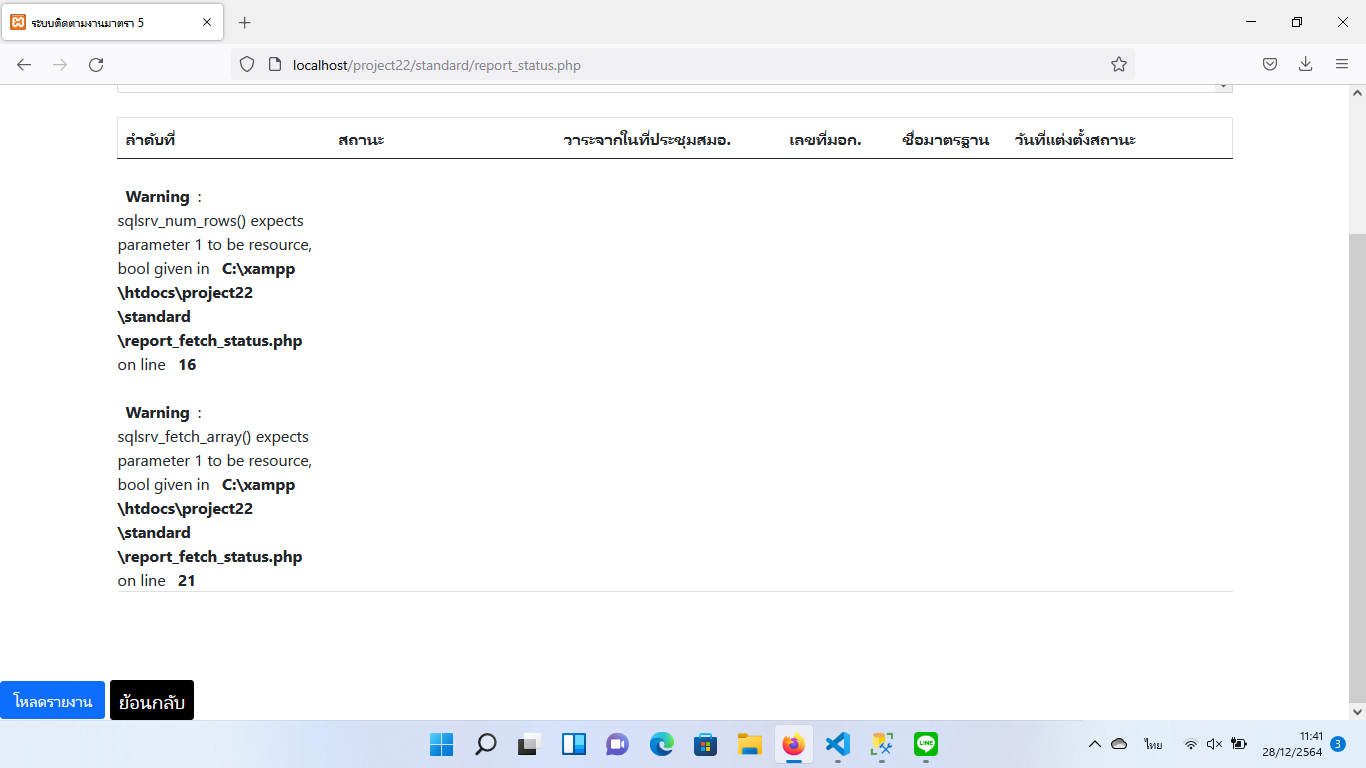 ระบบติดตามงานมาตรา 5
localhost/project22/standard/report_status.php
ลำดับที่ สถานะ วาระจากในที่ประชุมสมอ. เลขที่มอก. ชื่อมาตรฐาน วันที่แต่งตั้งสถานะ
Warning :
sqlsrv_num_rows() expects
parameter 1 to be resource,
bool given in C:\xampp
\htdocs\project22
\standard
\report_fetch_status.php
on line 16
Warning :
sqlsrv_fetch_array() expects
parameter 1 to be resource,
bool given in C:\xampp
\htdocs\project22
\standard
\report_fetch_status.php
on line 21
โหลดรายงาน ย้อนกลับ
LINE
ไทย
11:41
28/12/2564
3